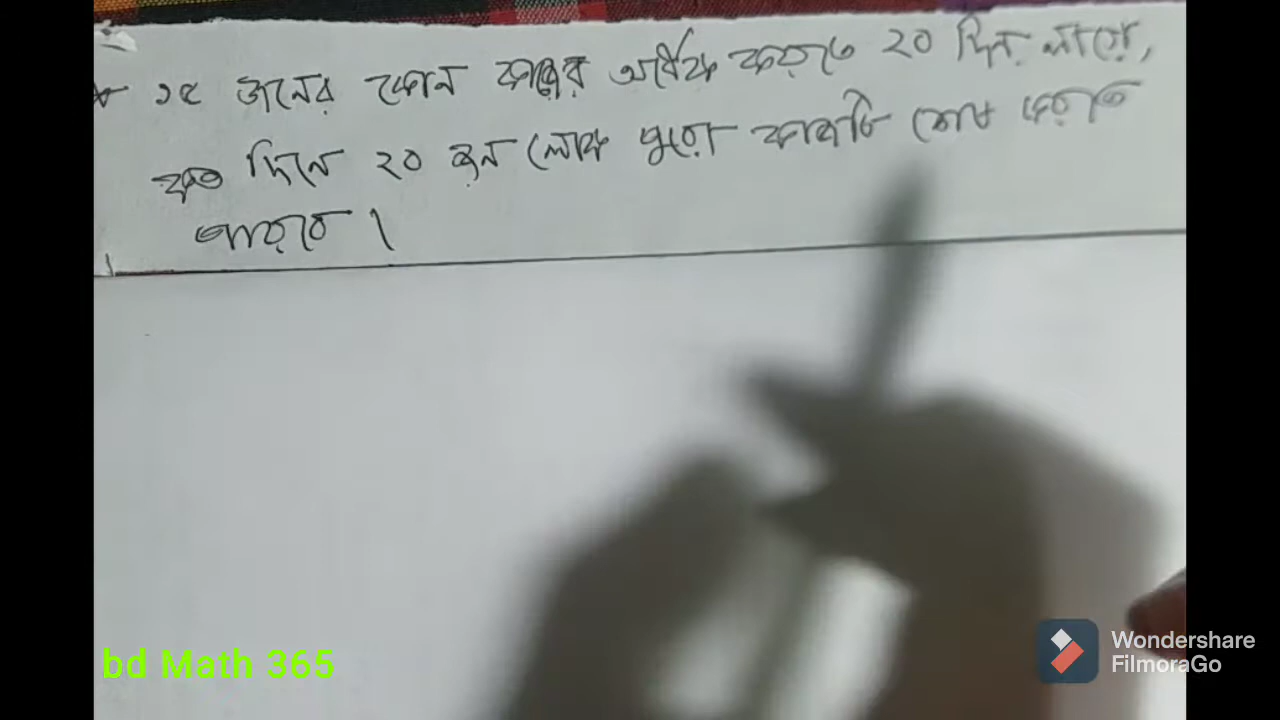 * ১৫ জনের কোন কাজের অর্ধেক করতে ২০ দিন লাগে,
কত দিনে ২০ জন লোক পুরো কাজটি শেষ করতে
পারবে।
bd Math 365
Wondershare
FilmoraGo